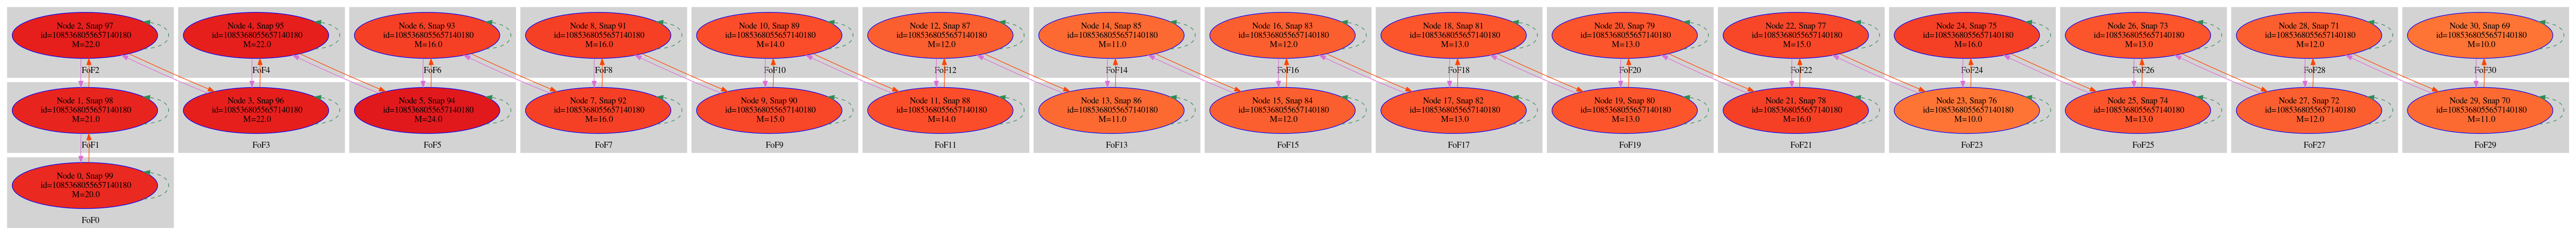 Node 2, Snap 97
id=1085368055657140180
M=22.0
FoF2
Node 4, Snap 95
id=1085368055657140180
M=22.0
FoF4
Node 6, Snap 93
id=1085368055657140180
M=16.0
FoF6
Node 8, Snap 91
id=1085368055657140180
M=16.0
FoF8
Node 10, Snap 89
id=1085368055657140180
M=14.0
FoF10
Node 12, Snap 87
id=1085368055657140180
M=12.0
FoF12
Node 14, Snap 85
id=1085368055657140180
M=11.0
FoF14
Node 16, Snap 83
id=1085368055657140180
M=12.0
FoF16
Node 18, Snap 81
id=1085368055657140180
M=13.0
FoF18
Node 20, Snap 79
id=1085368055657140180
M=13.0
FoF20
Node 22, Snap 77
id=1085368055657140180
M=15.0
FoF22
Node 24, Snap 75
id=1085368055657140180
M=16.0
FoF24
Node 26, Snap 73
id=1085368055657140180
M=13.0
FoF26
Node 28, Snap 71
id=1085368055657140180
M=12.0
FoF28
Node 30, Snap 69
id=1085368055657140180
M=10.0
FoF30
Node 1, Snap 98
id=1085368055657140180
M=21.0
FoF1
Node 3, Snap 96
id=1085368055657140180
M=22.0
FoF3
Node 5, Snap 94
id=1085368055657140180
M=24.0
FoF5
Node 7, Snap 92
id=1085368055657140180
M=16.0
FoF7
Node 9, Snap 90
id=1085368055657140180
M=15.0
FoF9
Node 11, Snap 88
id=1085368055657140180
M=14.0
FoF11
Node 13, Snap 86
id=1085368055657140180
M=11.0
FoF13
Node 15, Snap 84
id=1085368055657140180
M=12.0
FoF15
Node 17, Snap 82
id=1085368055657140180
M=13.0
FoF17
Node 19, Snap 80
id=1085368055657140180
M=13.0
FoF19
Node 21, Snap 78
id=1085368055657140180
M=16.0
FoF21
Node 23, Snap 76
id=1085368055657140180
M=10.0
FoF23
Node 25, Snap 74
id=1085368055657140180
M=13.0
FoF25
Node 27, Snap 72
id=1085368055657140180
M=12.0
FoF27
Node 29, Snap 70
id=1085368055657140180
M=11.0
FoF29
Node 0, Snap 99
id=1085368055657140180
M=20.0
FoF0